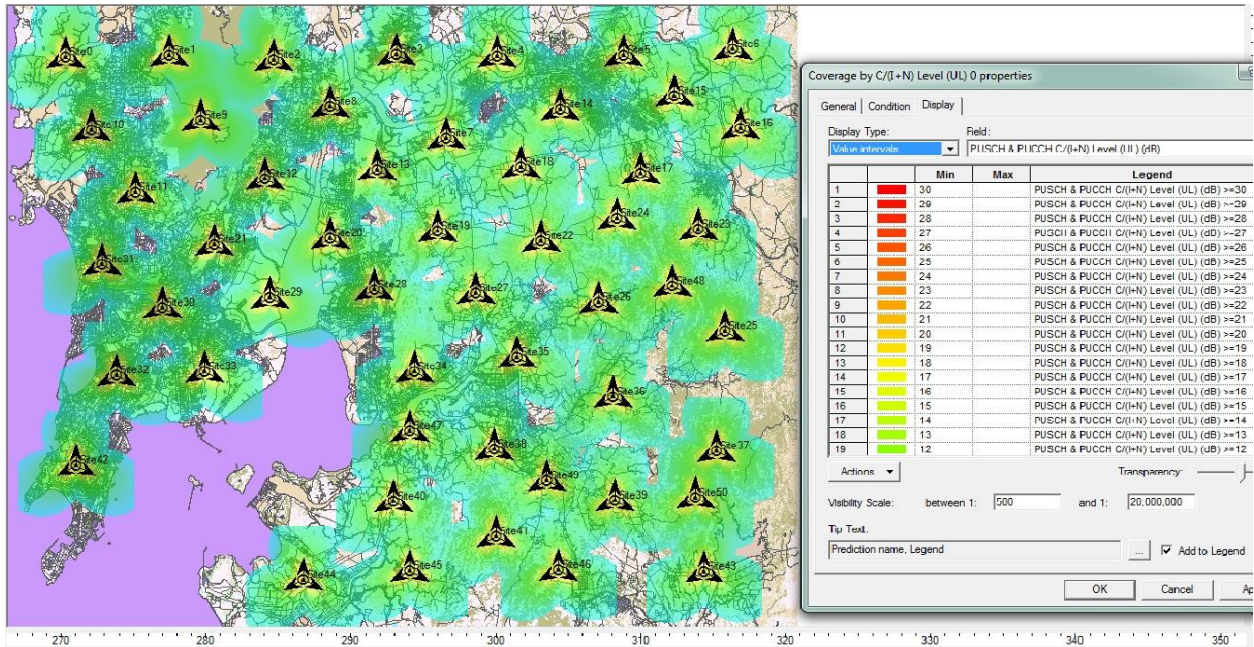 Site0
Site1
Site2
Site3
Site4
Site5
Site6
Site10
Site9
Site8
Site7
Site14
Site15
Site16
Site11
Site12
Site13
Site18
Site17
Site31
Site21
Site20
Site19
Site22
Site24
Site23
Site30
Site29
Site28
Site27
Site26
Site48
Site25
Site32
Site33
Site34
Site35
Site36
Site42
Site47
Site38
Site37
Site40
Site49
Site39
Site50
Site41
Site44
Site45
Site46
Site43
270 280 290 300 310 320 330 340 350
Coverage by C/(I+N) Level (UL) 0 properties
General Condition Display
Display Type: Field:
Value intervals PUSCH & PUCCH C/(I+N) Level (UL) (dB)
Min Max Legend
1 30 PUSCH & PUCCH C/(I+N) Level (UL) (dB) >=30
2 29 PUSCH & PUCCH C/(I+N) Level (UL) (dB) >=29
3 28 PUSCH & PUCCH C/(I+N) Level (UL) (dB) >=28
4 27 PUSCH & PUCCH C/(I+N) Level (UL) (dB) >=27
5 26 PUSCH & PUCCH C/(I+N) Level (UL) (dB) >=26
6 25 PUSCH & PUCCH C/(I+N) Level (UL) (dB) >=25
7 24 PUSCH & PUCCH C/(I+N) Level (UL) (dB) >=24
8 23 PUSCH & PUCCH C/(I+N) Level (UL) (dB) >=23
9 22 PUSCH & PUCCH C/(I+N) Level (UL) (dB) >=22
10 21 PUSCH & PUCCH C/(I+N) Level (UL) (dB) >=21
11 20 PUSCH & PUCCH C/(I+N) Level (UL) (dB) >=20
12 19 PUSCH & PUCCH C/(I+N) Level (UL) (dB) >=19
13 18 PUSCH & PUCCH C/(I+N) Level (UL) (dB) >=18
14 17 PUSCH & PUCCH C/(I+N) Level (UL) (dB) >=17
15 16 PUSCH & PUCCH C/(I+N) Level (UL) (dB) >=16
16 15 PUSCH & PUCCH C/(I+N) Level (UL) (dB) >=15
17 14 PUSCH & PUCCH C/(I+N) Level (UL) (dB) >=14
18 13 PUSCH & PUCCH C/(I+N) Level (UL) (dB) >=13
19 12 PUSCH & PUCCH C/(I+N) Level (UL) (dB) >=12
Actions Transparency:
Visibility Scale: between 1: 500 and 1: 20,000,000
Tip Text:
Prediction name, Legend ... Add to Legend
OK Cancel Ap